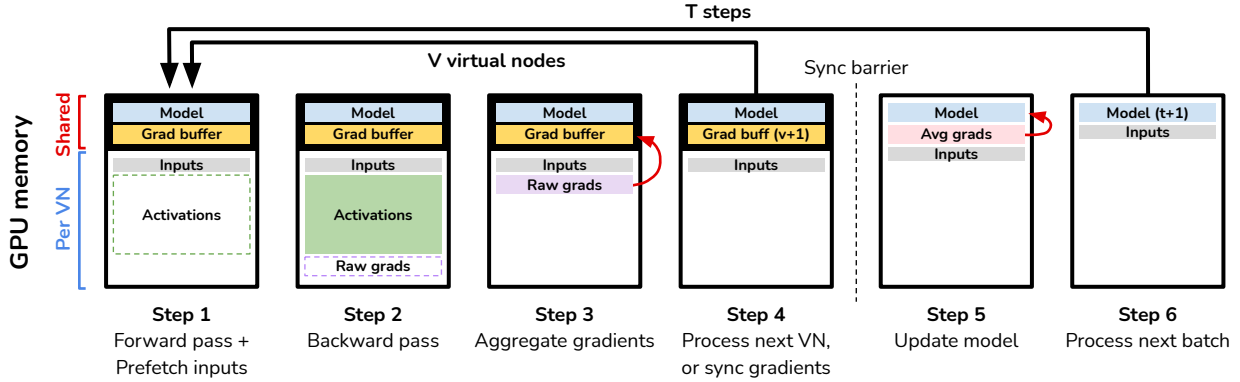 T steps
V virtual nodes
Sync barrier
GPU memory
Shared
Per VN
Model
Grad buffer
Inputs
Activations
Model
Grad buffer
Inputs
Activations
Raw grads
Model
Grad buffer
Inputs
Raw grads
Model
Grad buff (v+1)
Inputs
Model
Avg grads
Inputs
Model (t+1)
Inputs
Step 1
Forward pass +
Prefetch inputs
Step 2
Backward pass
Step 3
Aggregate gradients
Step 4
Process next VN,
or sync gradients
Step 5
Update model
Step 6
Process next batch